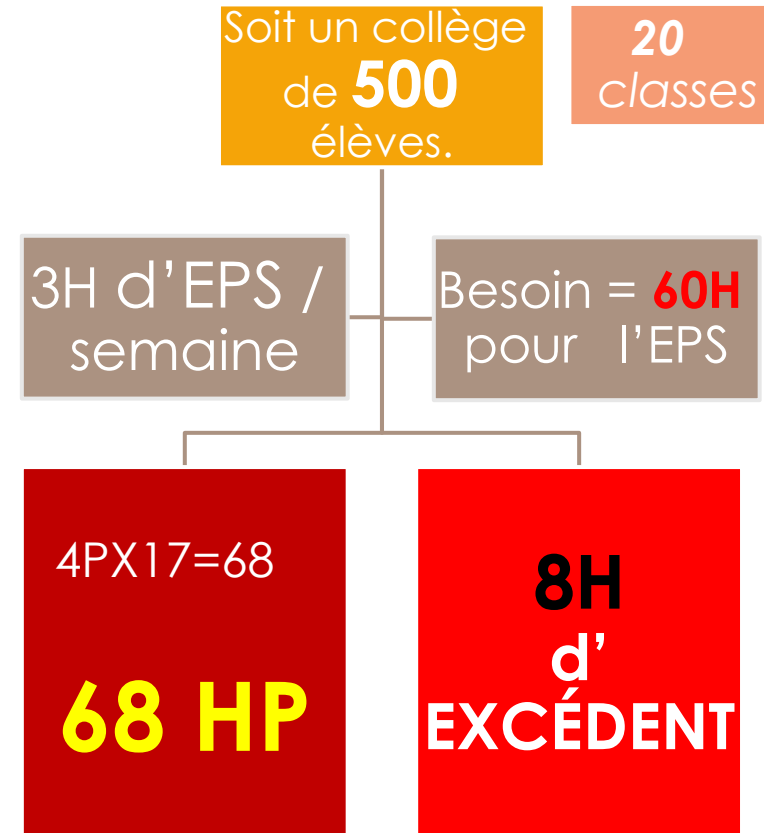 Soit un collège
de 500
élèves.
20
classes
3H d’EPS /
semaine
Besoin = 60H
pour l’EPS
4PX17=68
68 HP
8H
d’
EXCÉDENT